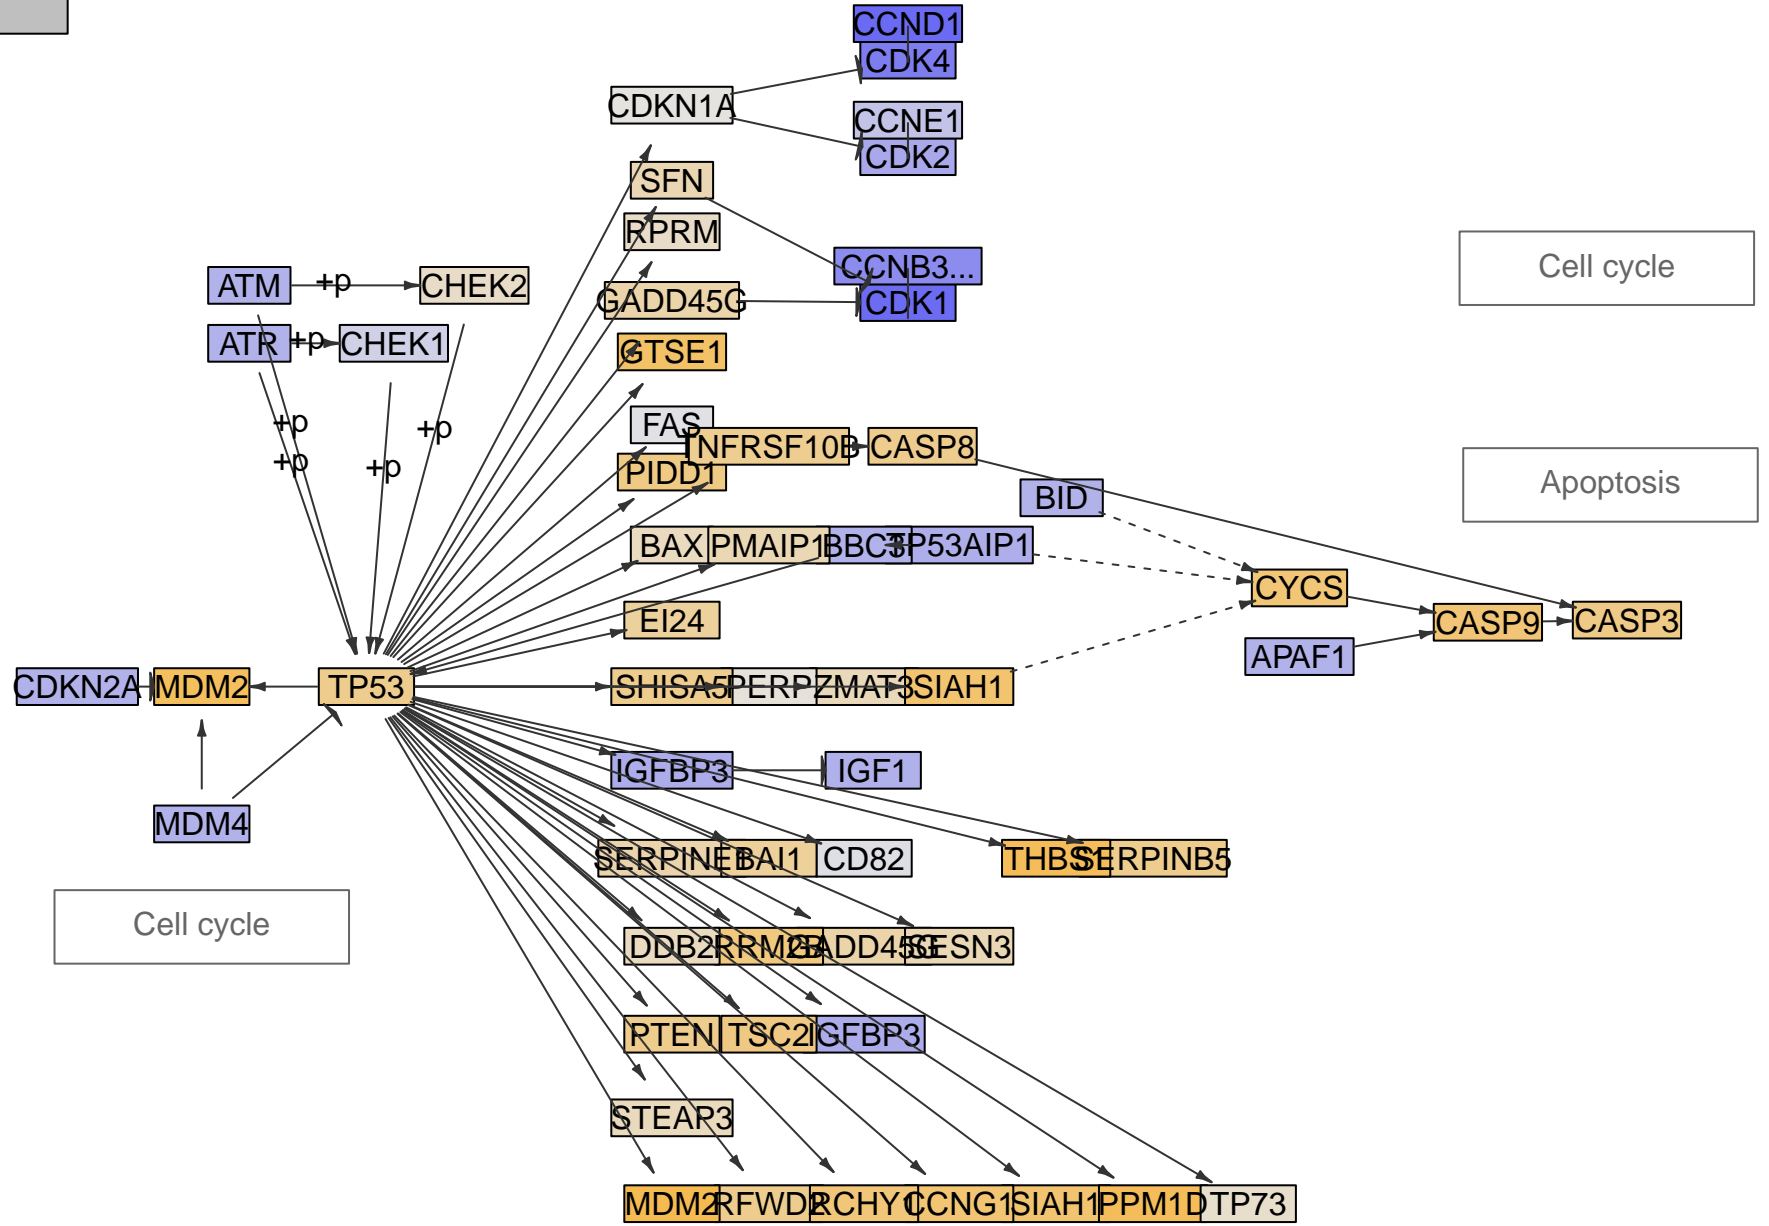 CCND1
CDK4
CDKN1A
CCNE1
CDK2
SFN
RPRM
CCNB3...
Cell cycle
ATM
+p
CHEK2
GADD45G
CDK1
ATR
+p
CHEK1
GTSE1
FAS
+p
+p
TNFRSF10B
CASP8
+p
+p
PIDD1
Apoptosis
BID
BAX
PMAIP1
BBC3
TP53AIP1
CYCS
EI24
CASP9
CASP3
APAF1
CDKN2A
MDM2
TP53
SHISA5
PERP
ZMAT3
SIAH1
IGFBP3
IGF1
MDM4
SERPINE1
BAI1
CD82
THBS1
SERPINB5
Cell cycle
DDB2
RRM2B
GADD45G
SESN3
PTEN
TSC2
IGFBP3
STEAP3
MDM2
RFWD2
RCHY1
CCNG1
SIAH1
PPM1D
TP73